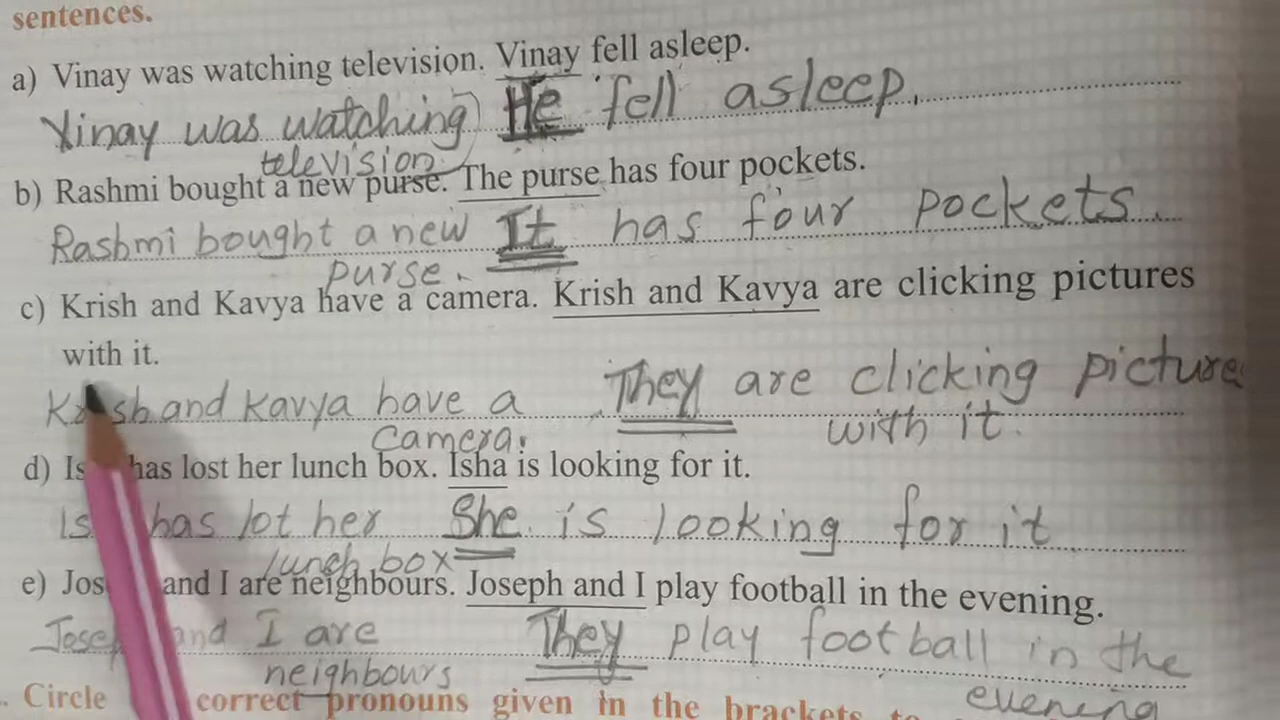 sentences.
a) Vinay was watching television. Vinay fell asleep.
Vinay was watching He fell asleep.
television.
b) Rashmi bought a new purse. The purse has four pockets.
Rashmi bought a new It has four pockets.
purse.
c) Krish and Kavya have a camera. Krish and Kavya are clicking pictures
with it.
Krish and Kavya have a They are clicking picture
camera. with it.
d) Is has lost her lunch box. Isha is looking for it.
Is has lot her She is looking for it
lunch box
e) Jos and I are neighbours. Joseph and I play football in the evening.
Josep and I are They play football in the
neighbours evening
Circle correct pronouns given in the brackets to